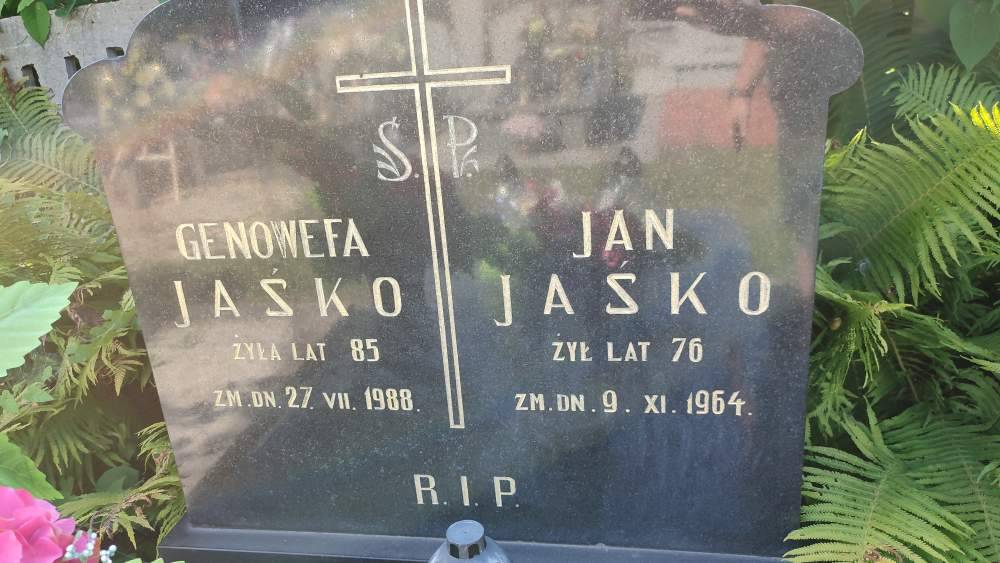 Ś. P.
GENOWEFA
JAŚKO
ŻYŁA LAT 85
ZM. DN. 27. VII. 1988.
JAN
JAŚKO
ŻYŁ LAT 76
ZM. DN. 9. XI. 1964.
R. I. P.